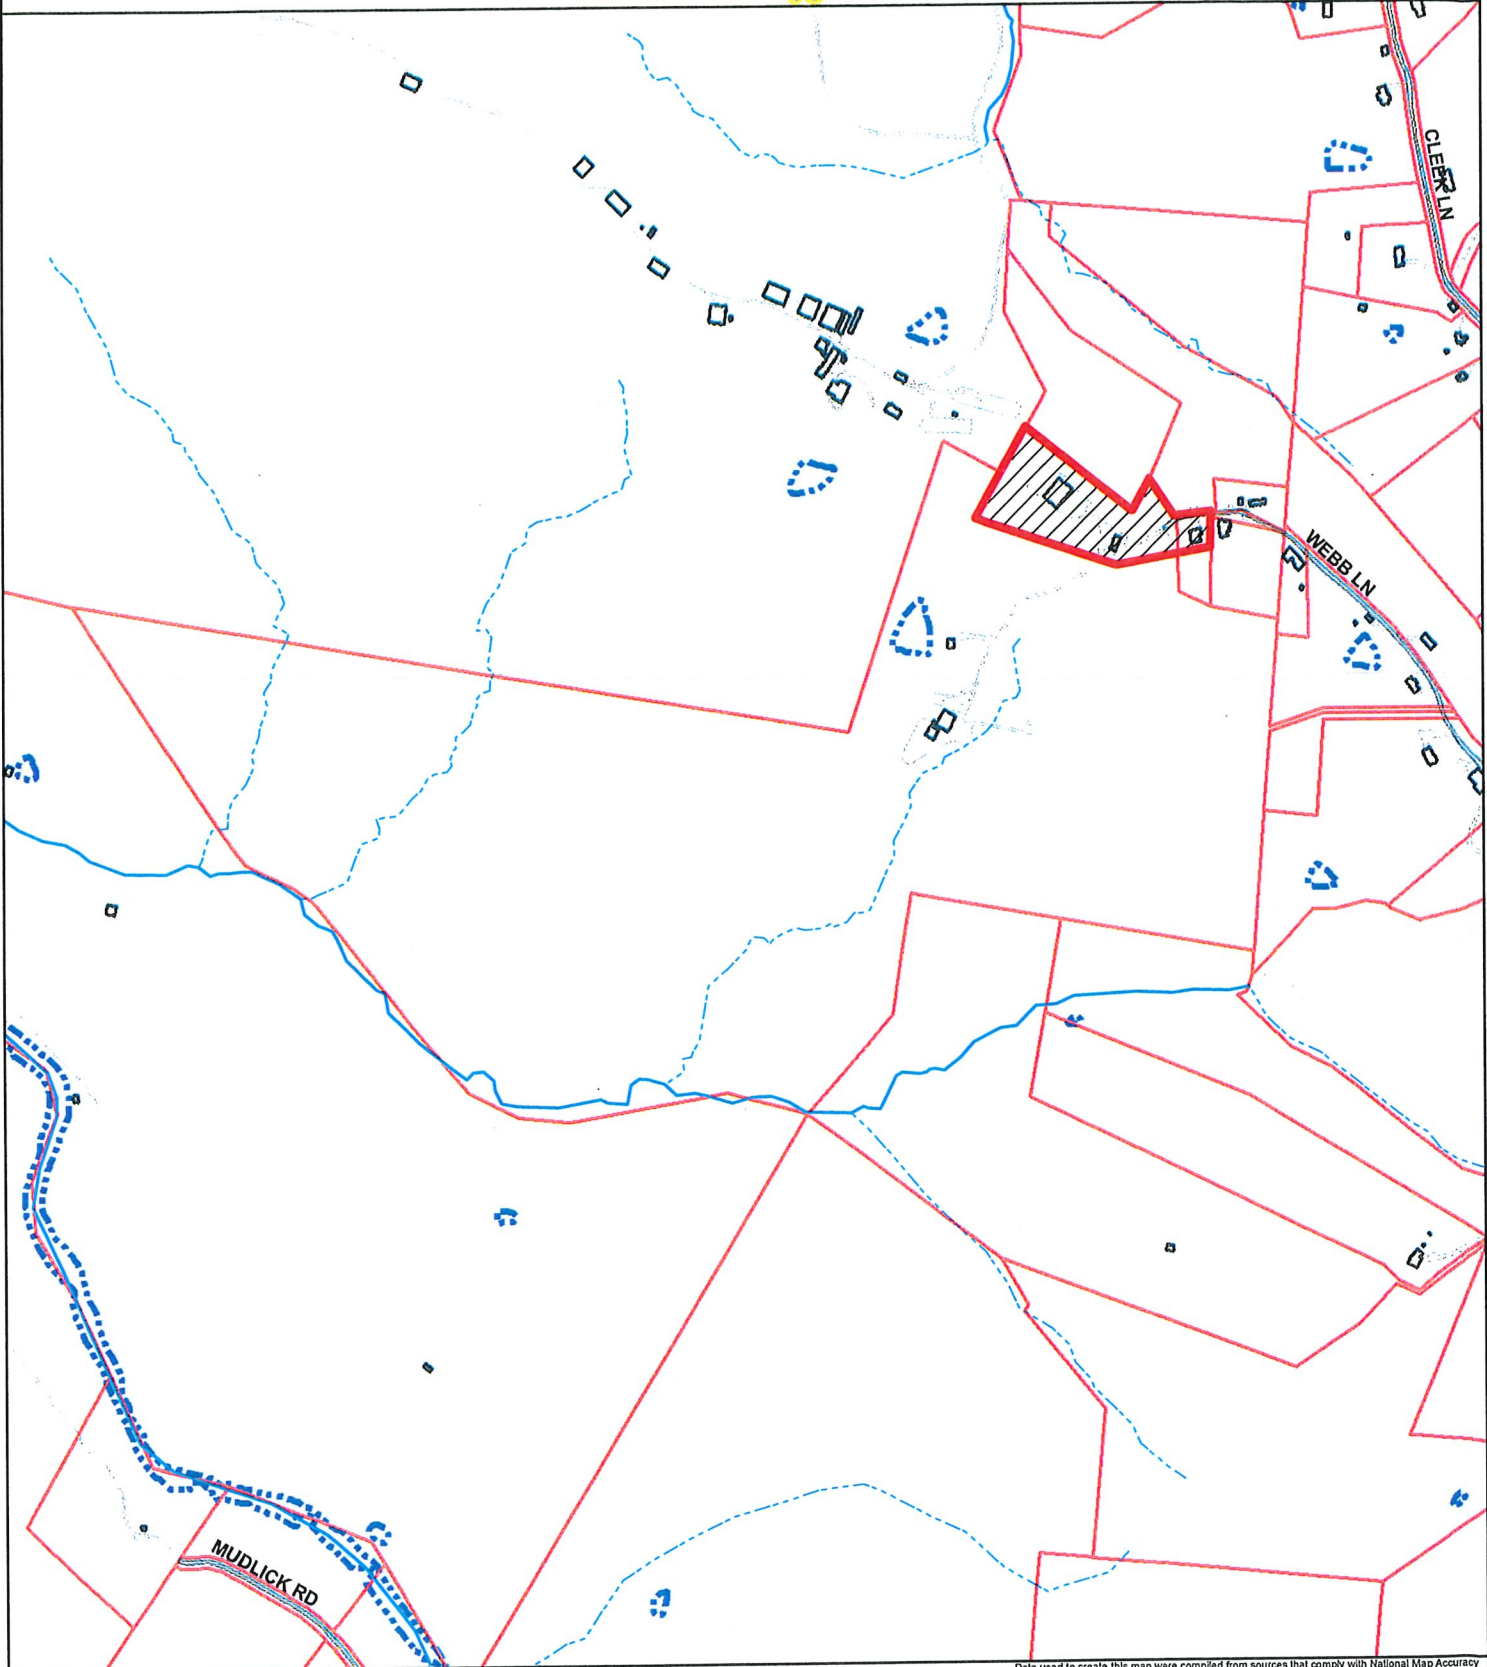 CLEEK LN
WEBB LN
MUDLICK RD
Data used to create this map were compiled from sources that comply with National Map Accuracy